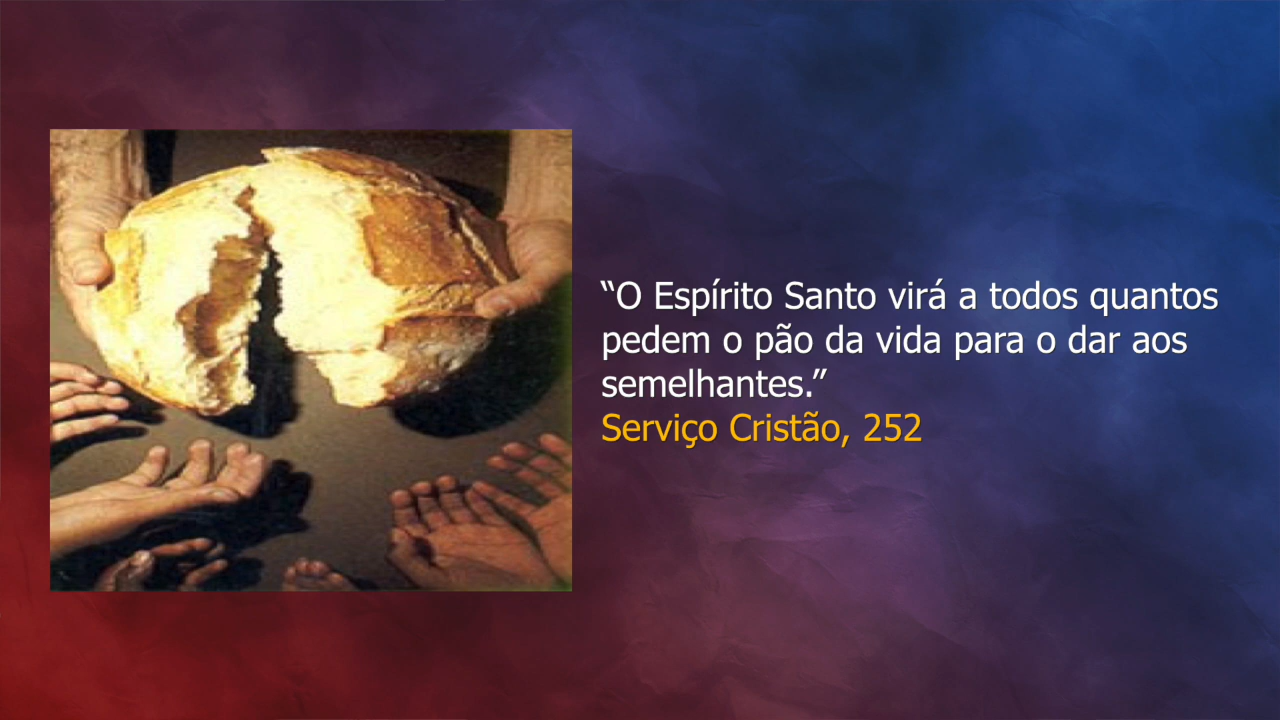 “O Espírito Santo virá a todos quantos
pedem o pão da vida para o dar aos
semelhantes.”
Serviço Cristão, 252